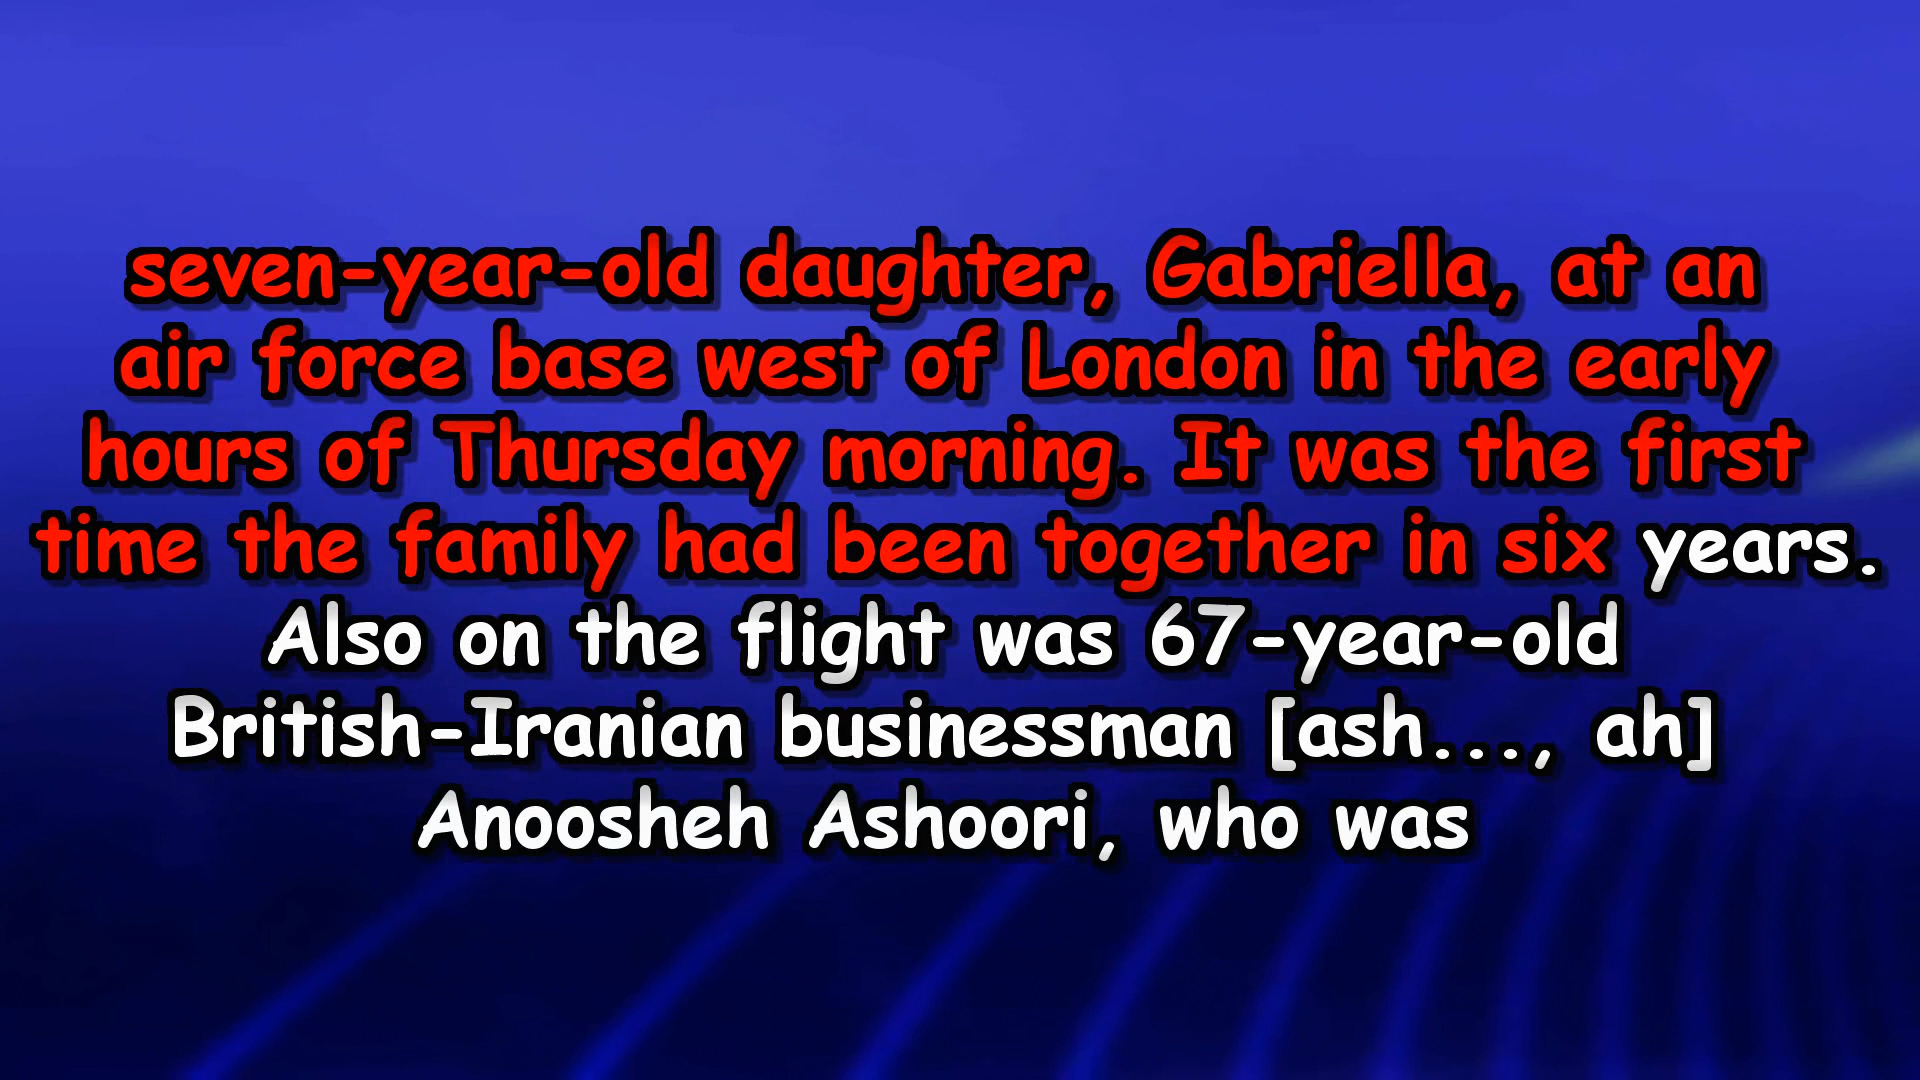 seven-year-old daughter, Gabriella, at an
air force base west of London in the early
hours of Thursday morning. It was the first
time the family had been together in six years.
Also on the flight was 67-year-old
British-Iranian businessman [ash..., ah]
Anoosheh Ashoori, who was